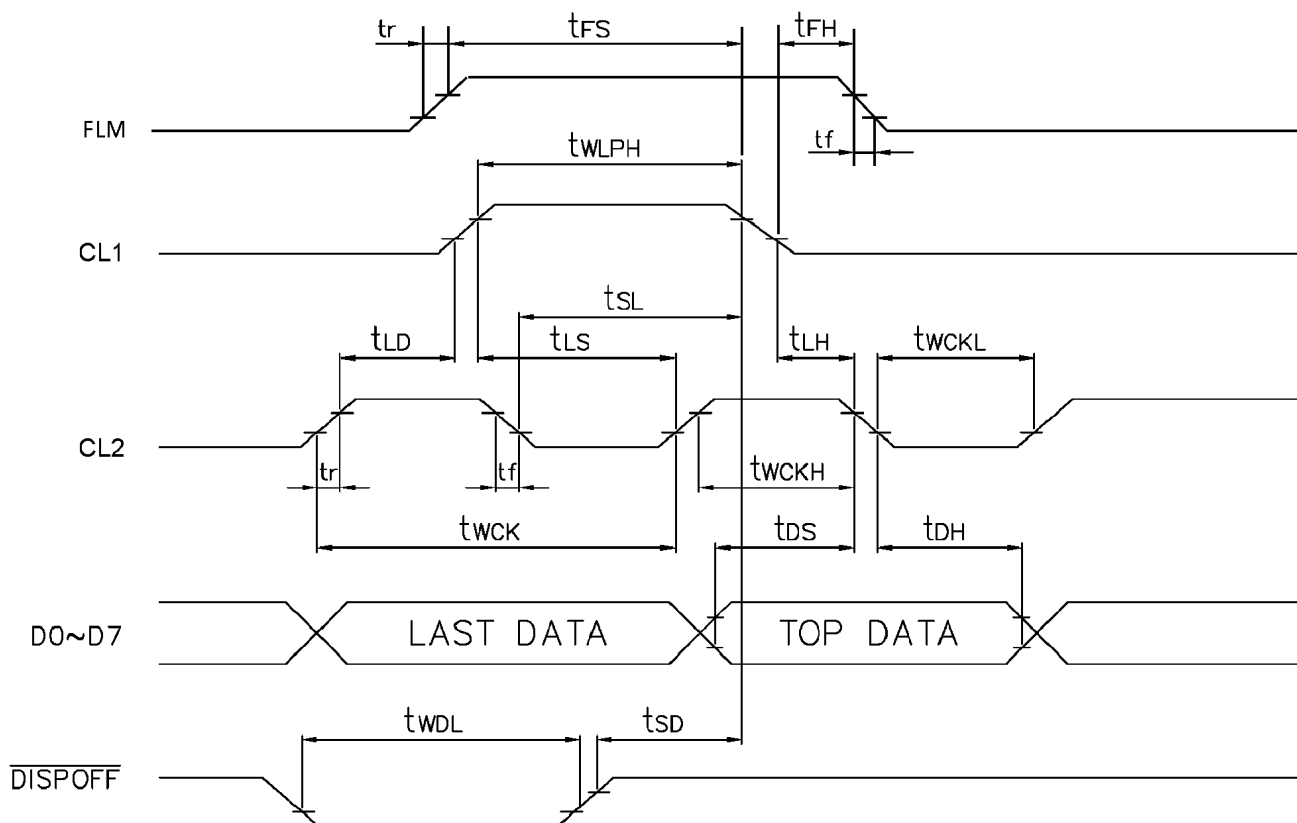 tr tFS tFH
FLM
tWLPH tf
CL1
tSL
tLD tLS tLH tWCKL
CL2
tr tf tWCKH
tWCK tDS tDH
D0~D7 LAST DATA TOP DATA
tWDL tSD
DISPOFF